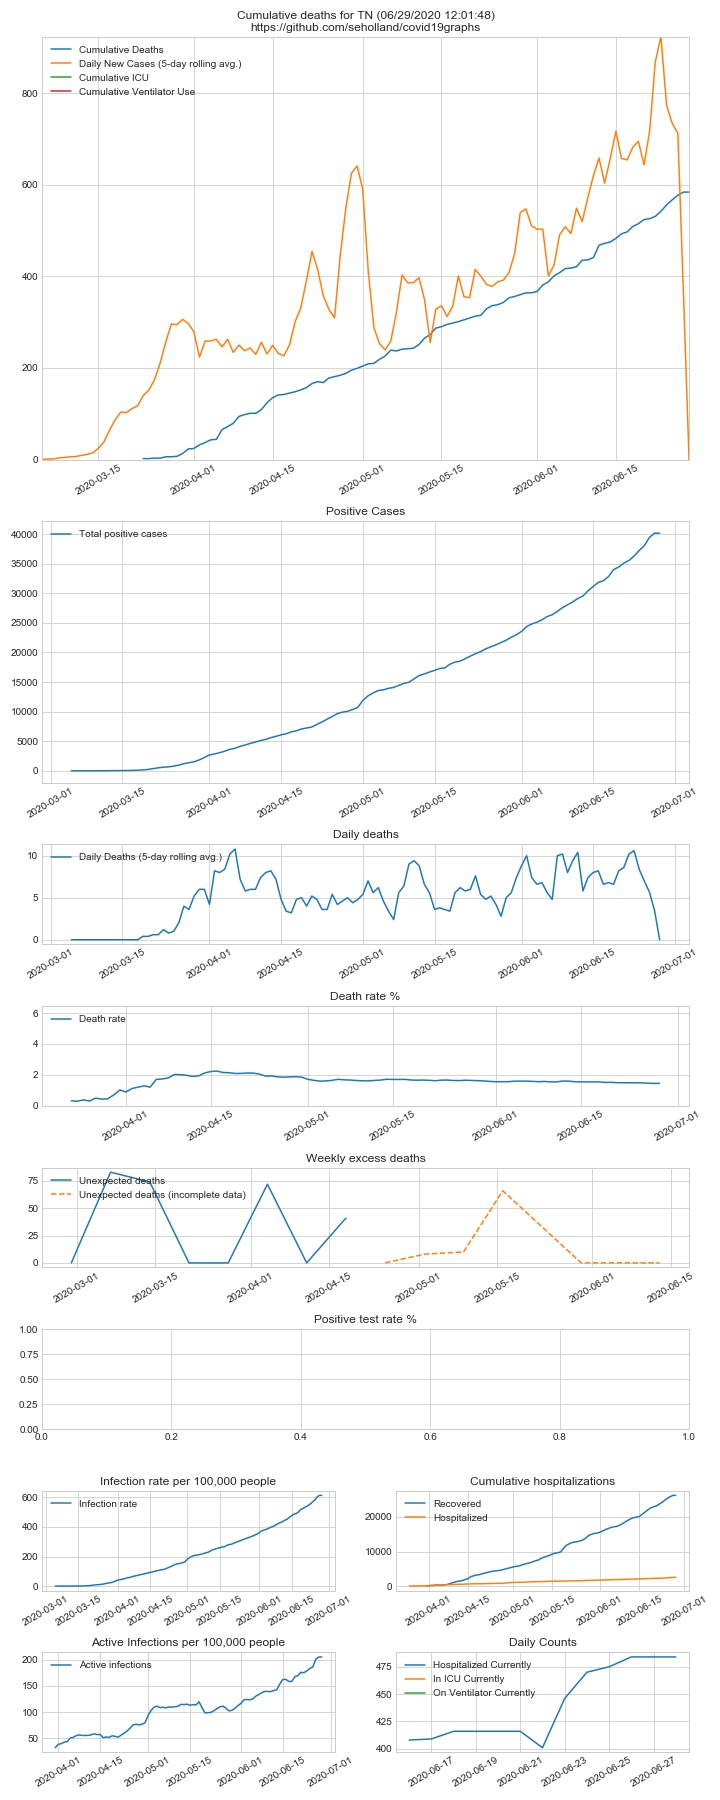 Cumulative deaths for TN (06/29/2020 12:01:48)
https://github.com/seholland/covid19graphs
Cumulative Deaths
Daily New Cases (5-day rolling avg.)
Cumulative ICU
Cumulative Ventilator Use
800
600
400
200
0
2020-03-15 2020-04-01 2020-04-15 2020-05-01 2020-05-15 2020-06-01 2020-06-15
Positive Cases
Total positive cases
40000
35000
30000
25000
20000
15000
10000
5000
0
2020-03-01 2020-03-15 2020-04-01 2020-04-15 2020-05-01 2020-05-15 2020-06-01 2020-06-15 2020-07-01
Daily deaths
Daily Deaths (5-day rolling avg.)
10
5
0
2020-03-01 2020-03-15 2020-04-01 2020-04-15 2020-05-01 2020-05-15 2020-06-01 2020-06-15 2020-07-01
Death rate %
Death rate
6
4
2
0
2020-04-01 2020-04-15 2020-05-01 2020-05-15 2020-06-01 2020-06-15 2020-07-01
Weekly excess deaths
Unexpected deaths
Unexpected deaths (incomplete data)
75
50
25
0
2020-03-01 2020-03-15 2020-04-01 2020-04-15 2020-05-01 2020-05-15 2020-06-01 2020-06-15
Positive test rate %
1.00
0.75
0.50
0.25
0.00
0.0 0.2 0.4 0.6 0.8 1.0
Infection rate per 100,000 people
Infection rate
600
400
200
0
2020-03-01 2020-03-15 2020-04-01 2020-04-15 2020-05-01 2020-05-15 2020-06-01 2020-06-15 2020-07-01
Cumulative hospitalizations
Recovered
Hospitalized
20000
10000
0
2020-04-01 2020-04-15 2020-05-01 2020-05-15 2020-06-01 2020-06-15 2020-07-01
Active Infections per 100,000 people
Active infections
200
150
100
50
2020-04-01 2020-04-15 2020-05-01 2020-05-15 2020-06-01 2020-06-15 2020-07-01
Daily Counts
Hospitalized Currently
In ICU Currently
On Ventilator Currently
475
450
425
400
2020-06-17 2020-06-19 2020-06-21 2020-06-23 2020-06-25 2020-06-27